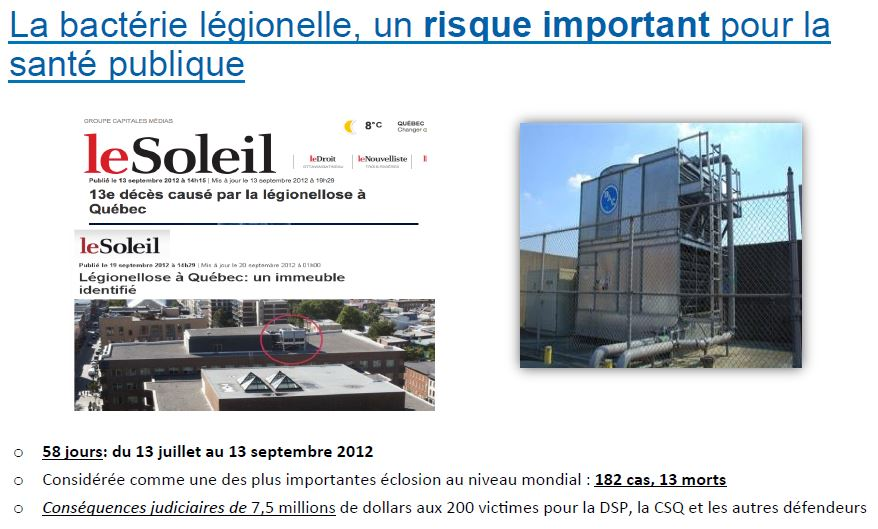 La bactérie légionelle, un risque important pour la
santé publique
GROUPE CAPITALES MÉDIAS
8°C
QUÉBEC
Changer
leSoleil
leDroit
leNouvelliste
Publié le 13 septembre 2012 à 14h15 | Mis à jour le 13 septembre 2012 à 19h29
13e décès causé par la légionellose à
Québec
leSoleil
Publié le 19 septembre 2012 à 14h29 | Mis à jour le 20 septembre 2012 à 01h00
Légionellose à Québec: un immeuble
identifié
BAC
o 58 jours: du 13 juillet au 13 septembre 2012
o Considérée comme une des plus importantes éclosion au niveau mondial : 182 cas, 13 morts
o Conséquences judiciaires de 7,5 millions de dollars aux 200 victimes pour la DSP, la CSQ et les autres défendeurs